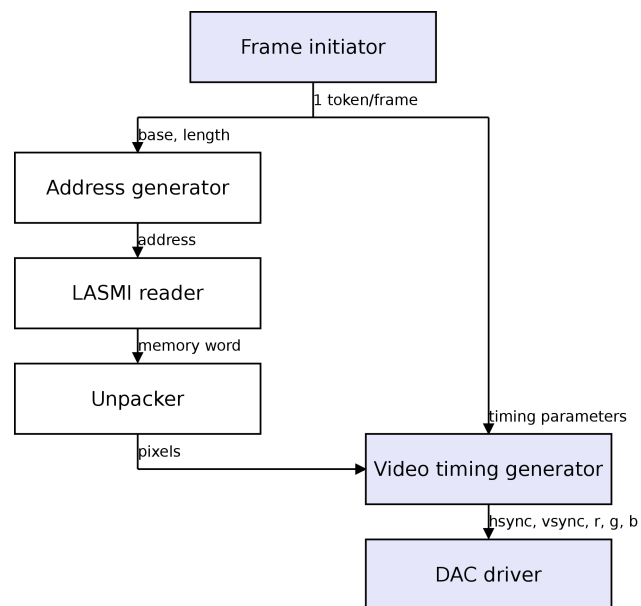 Frame initiator
1 token/frame
base, length
Address generator
address
LASMI reader
memory word
Unpacker
timing parameters
pixels
Video timing generator
hsync, vsync, r, g, b
DAC driver